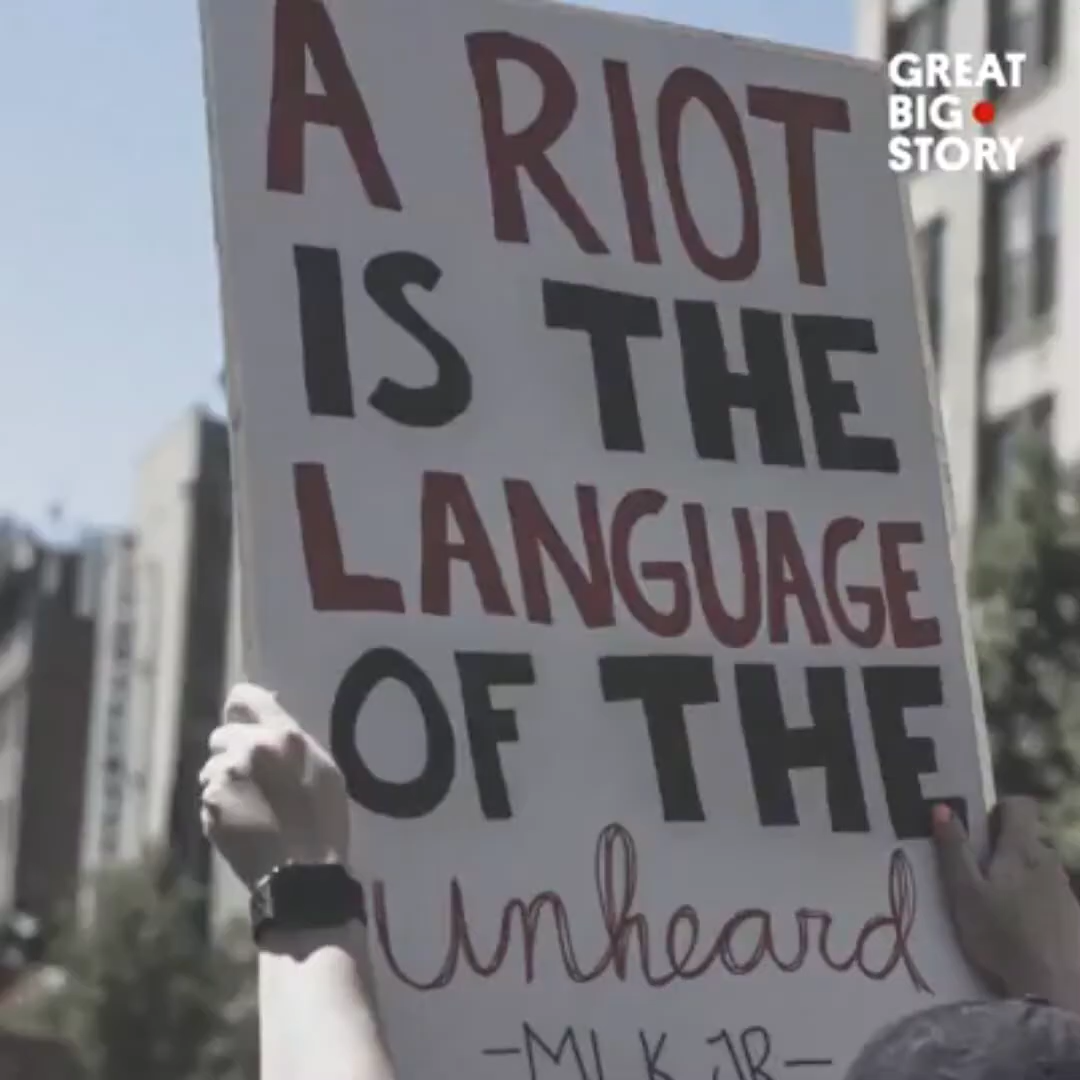 A RIOT
IS THE
LANGUAGE
OF THE
unheard
-MLK JR-
GREAT
BIG
STORY